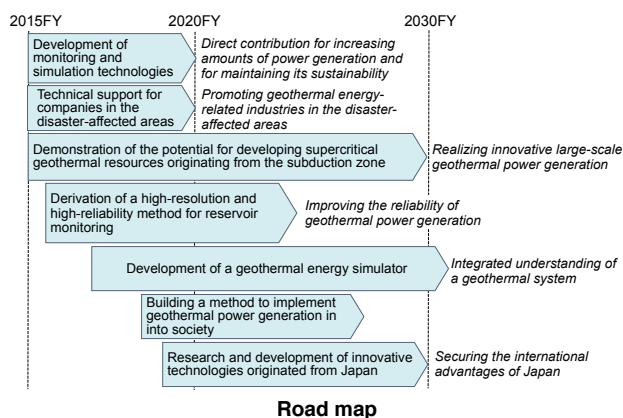 2015FY 2020FY 2030FY
Development of
monitoring and
simulation technologies
Direct contribution for increasing
amounts of power generation and
for maintaining its sustainability
Technical support for
companies in the
disaster-affected areas
Promoting geothermal energy-
related industries in the disaster-
affected areas
Demonstration of the potential for developing supercritical
geothermal resources originating from the subduction zone
Realizing innovative large-scale
geothermal power generation
Derivation of a high-resolution and
high-reliability method for reservoir
monitoring
Improving the reliability of
geothermal power generation
Development of a geothermal energy simulator
Integrated understanding of
a geothermal system
Building a method to implement
geothermal power generation in
into society
Research and development of innovative
technologies originated from Japan
Securing the international
advantages of Japan
Road map